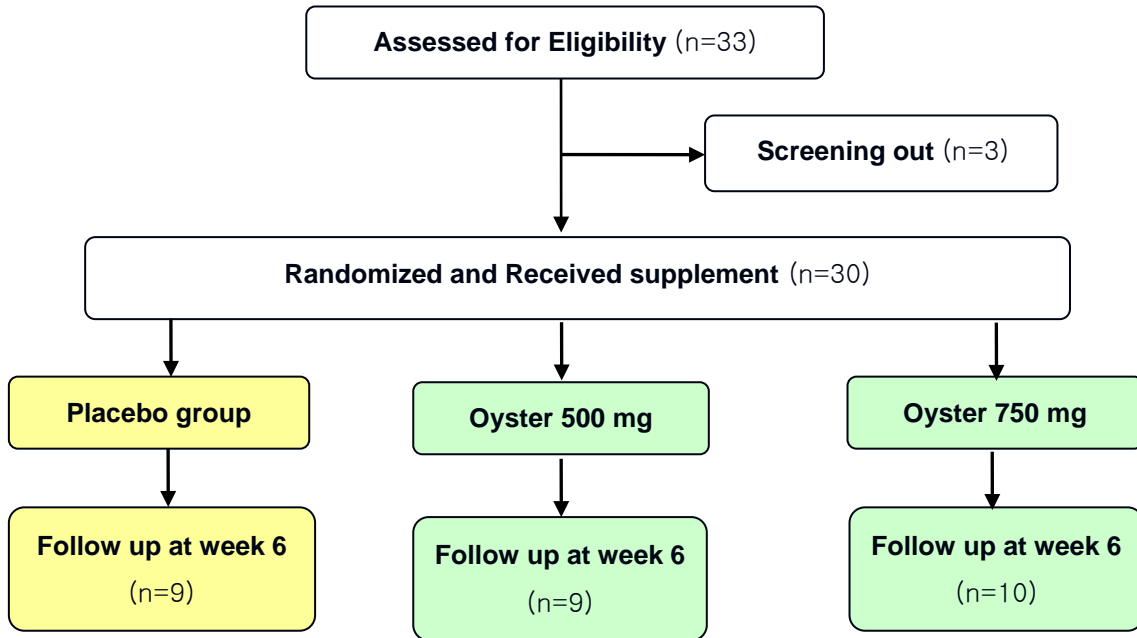 Assessed for Eligibility (n=33)
Screening out (n=3)
Randomized and Received supplement (n=30)
Placebo group
Oyster 500 mg
Oyster 750 mg
Follow up at week 6
(n=9)
Follow up at week 6
(n=9)
Follow up at week 6
(n=10)